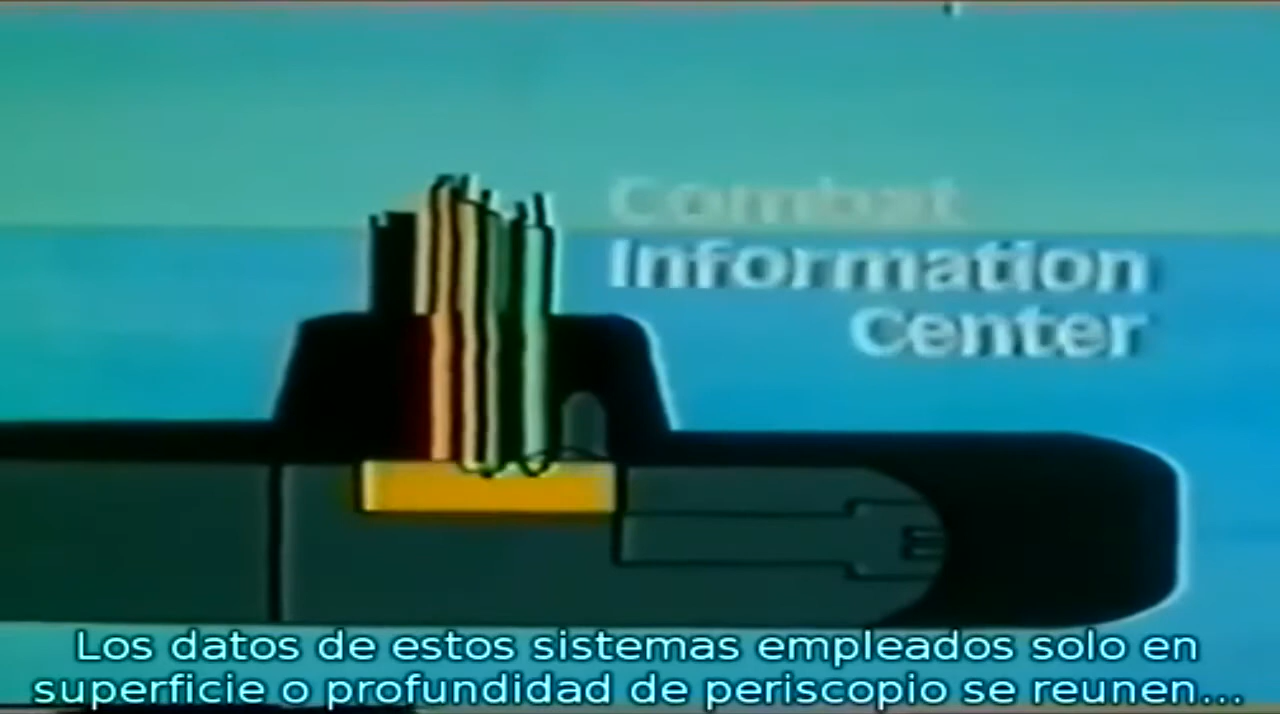 Combat
Information
Center
Los datos de estos sistemas empleados solo en
superficie o profundidad de periscopio se reunen...